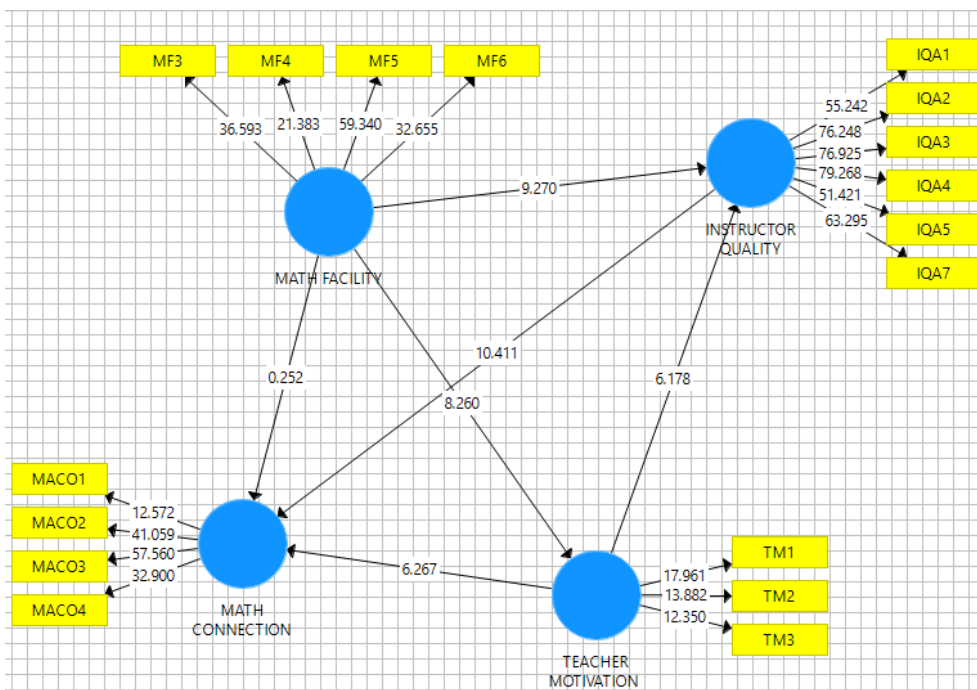 MF3
MF4
MF5
MF6
36.593
21.383
59.340
32.655
MATH FACILITY
IQA1
IQA2
IQA3
IQA4
IQA5
IQA7
55.242
76.248
76.925
79.268
51.421
63.295
INSTRUCTOR
QUALITY
9.270
10.411
0.252
8.260
6.178
6.267
MACO1
MACO2
MACO3
MACO4
12.572
41.059
57.560
32.900
MATH
CONNECTION
TM1
TM2
TM3
17.961
13.882
12.350
TEACHER
MOTIVATION